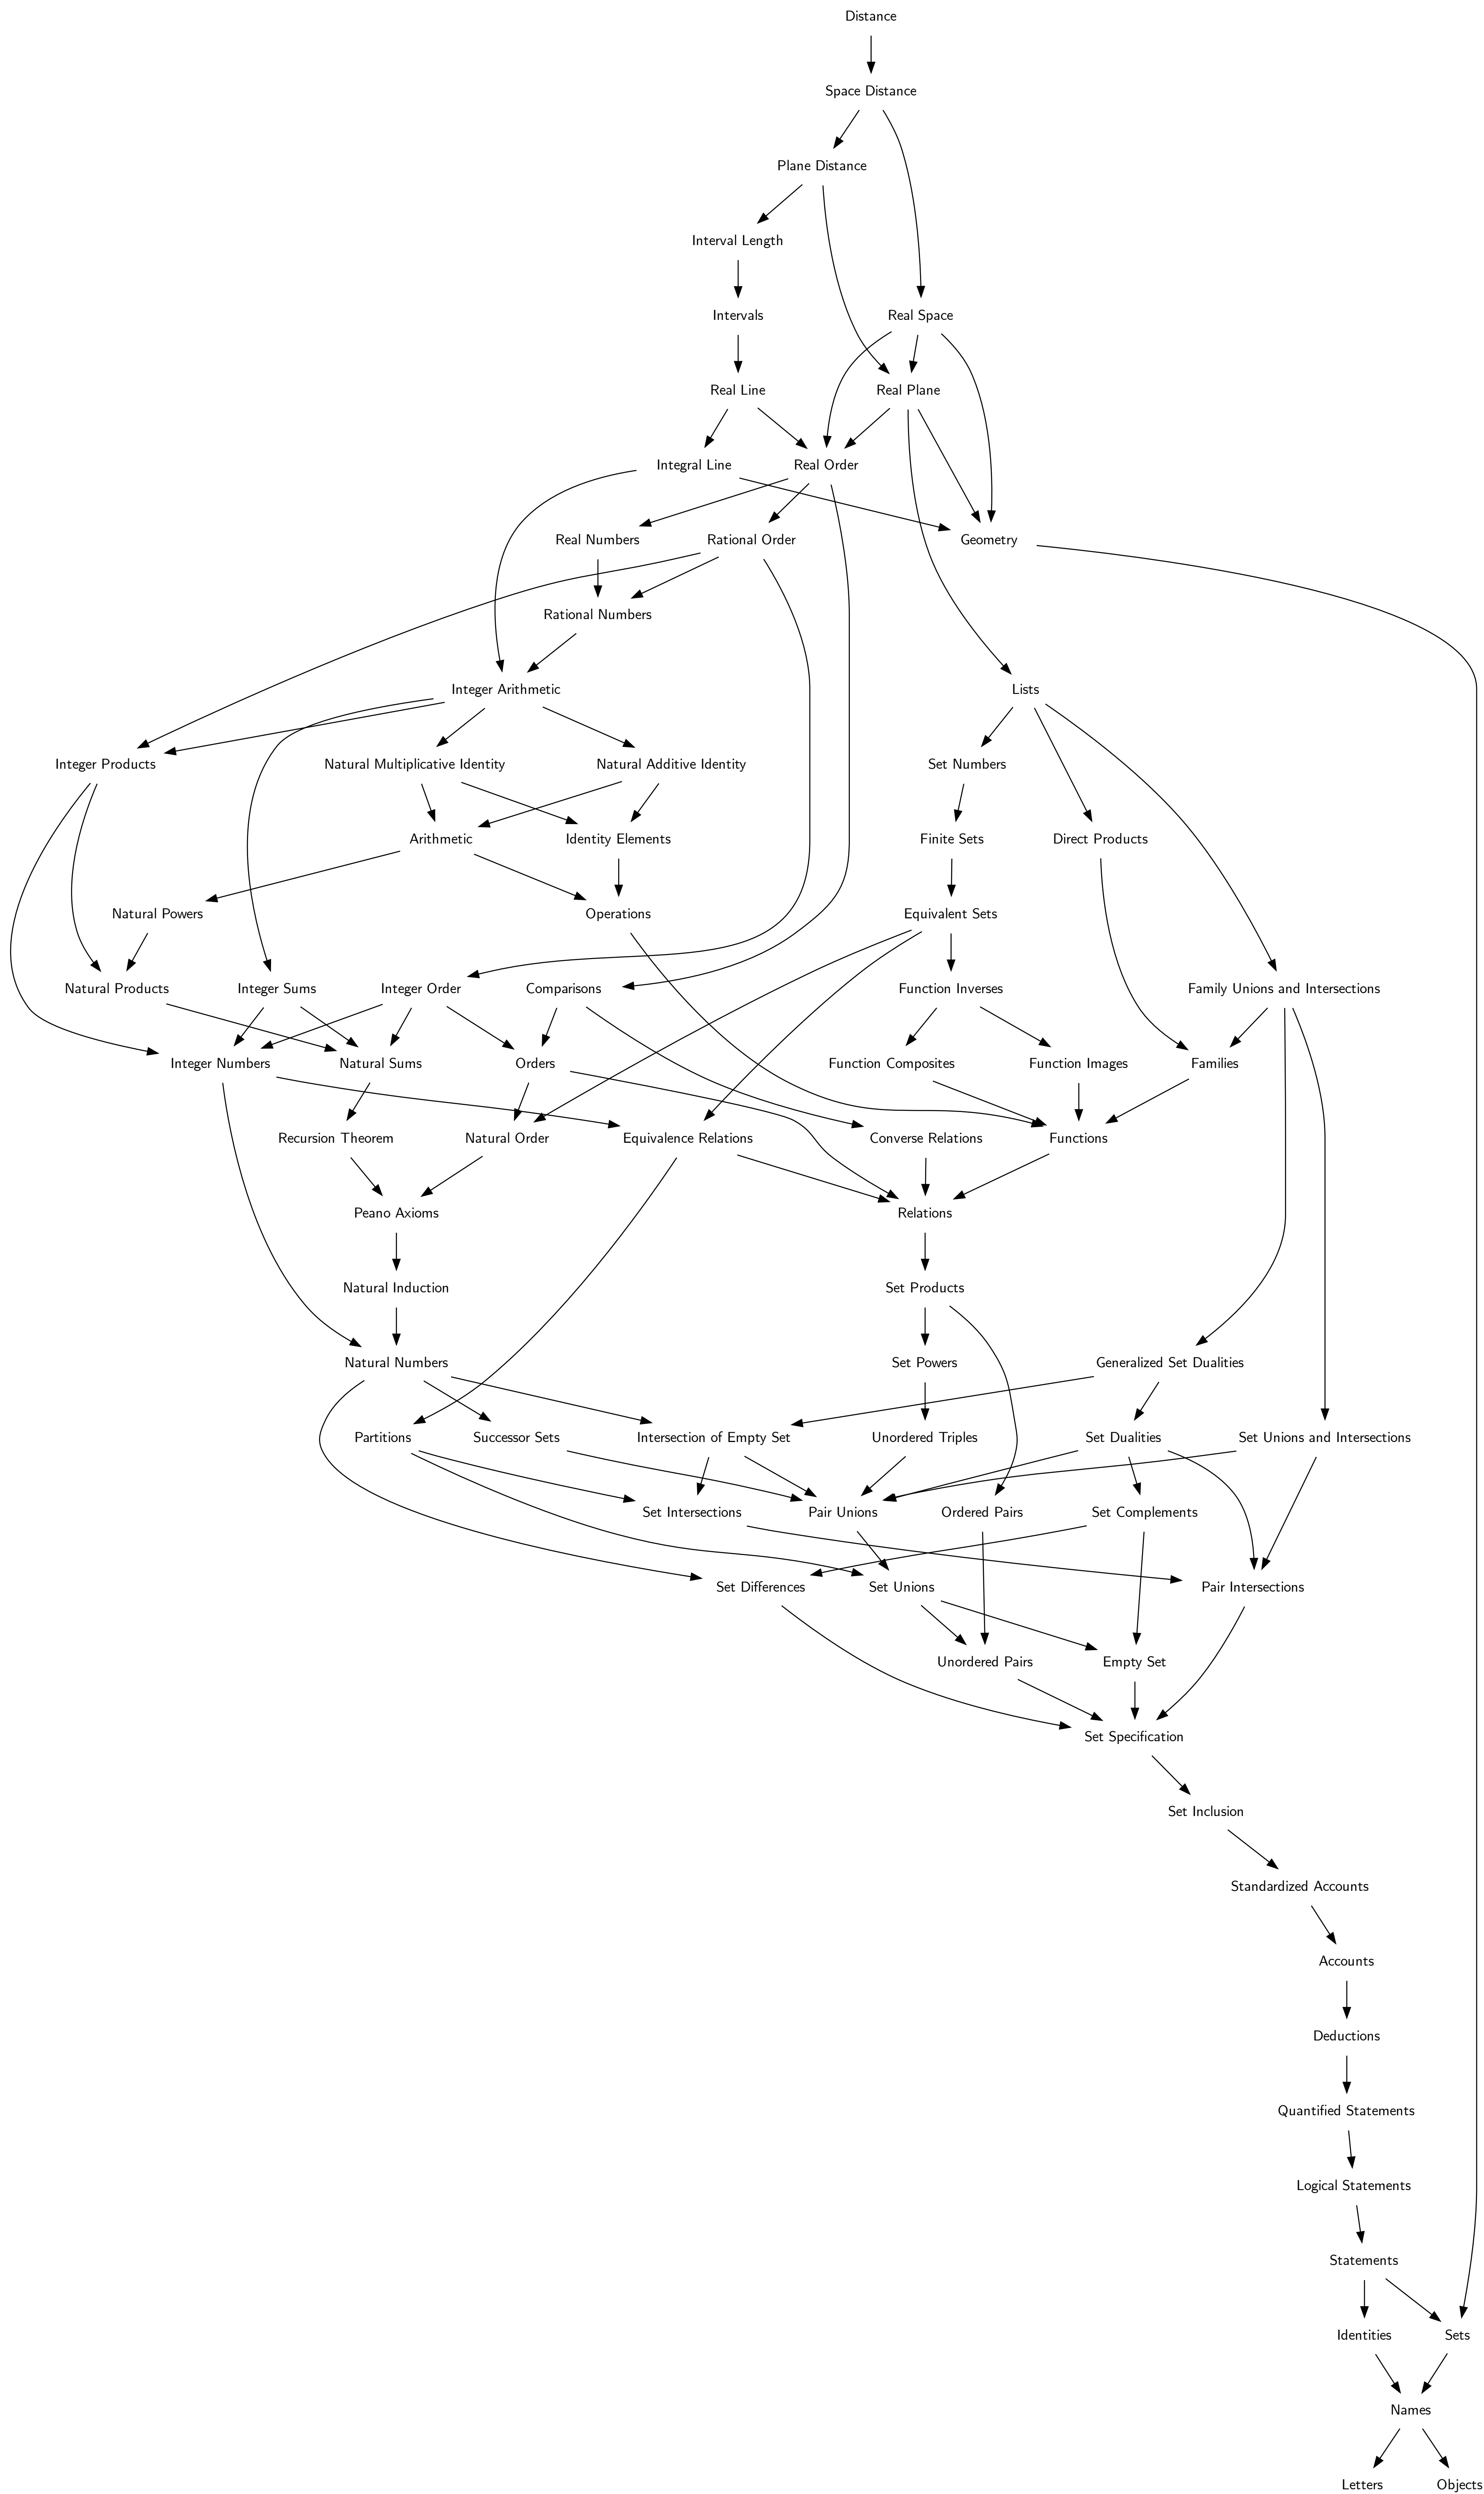 Distance
Space Distance
Plane Distance
Interval Length
Intervals
Real Space
Real Line
Real Plane
Integral Line
Real Order
Real Numbers
Rational Order
Geometry
Rational Numbers
Integer Arithmetic
Lists
Integer Products
Natural Multiplicative Identity
Natural Additive Identity
Set Numbers
Arithmetic
Identity Elements
Finite Sets
Direct Products
Natural Powers
Operations
Equivalent Sets
Natural Products
Integer Sums
Integer Order
Comparisons
Function Inverses
Family Unions and Intersections
Integer Numbers
Natural Sums
Orders
Function Composites
Function Images
Families
Recursion Theorem
Natural Order
Equivalence Relations
Converse Relations
Functions
Peano Axioms
Relations
Natural Induction
Set Products
Natural Numbers
Set Powers
Generalized Set Dualities
Partitions
Successor Sets
Intersection of Empty Set
Unordered Triples
Set Dualities
Set Unions and Intersections
Set Intersections
Pair Unions
Ordered Pairs
Set Complements
Set Differences
Set Unions
Pair Intersections
Unordered Pairs
Empty Set
Set Specification
Set Inclusion
Standardized Accounts
Accounts
Deductions
Quantified Statements
Logical Statements
Statements
Identities
Sets
Names
Letters
Objects